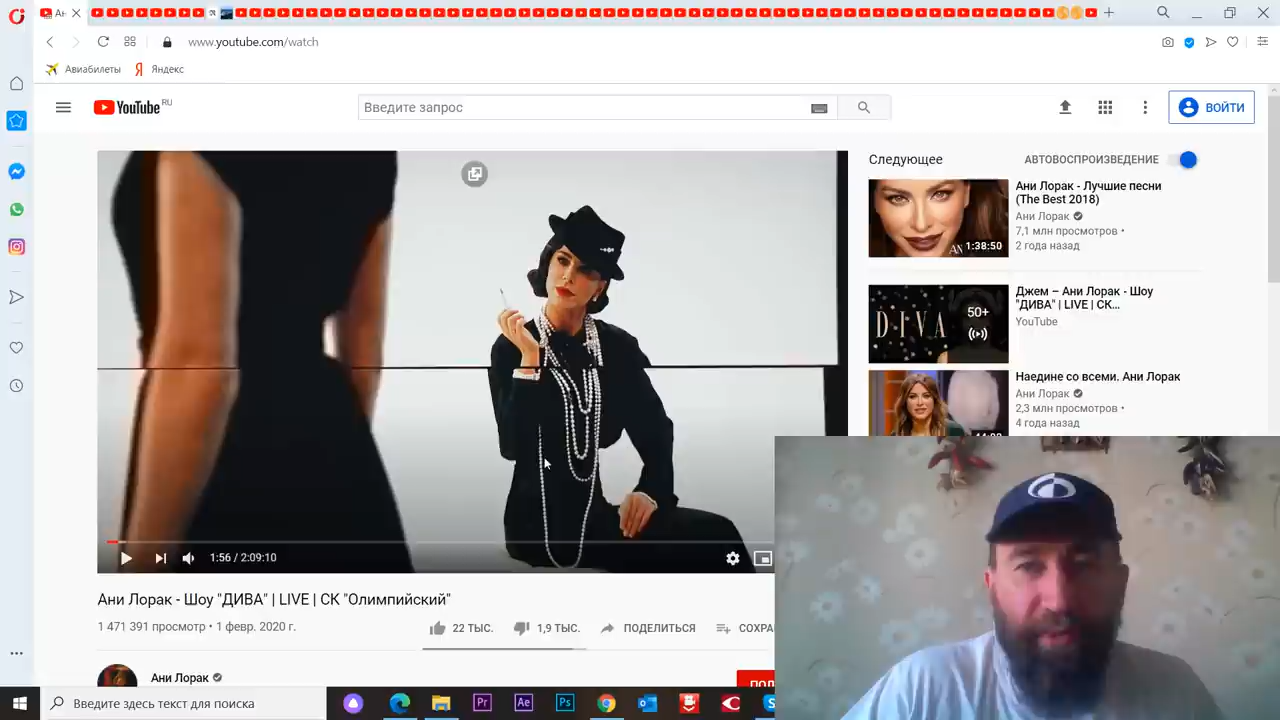 Ан
www.youtube.com/watch
Авиабилеты
Я Яндекс
YouTube RU
Введите запрос
ВОЙТИ
Следующее
АВТОВОСПРОИЗВЕДЕНИЕ
Ани Лорак - Лучшие песни
(The Best 2018)
Ани Лорак
7,1 млн просмотров •
2 года назад
1:38:50
Джем – Ани Лорак - Шоу
"ДИВА" | LIVE | СК...
YouTube
DIVA
50+
Наедине со всеми. Ани Лорак
Ани Лорак
2,3 млн просмотров •
4 года назад
1:56 / 2:09:10
Ани Лорак - Шоу "ДИВА" | LIVE | СК "Олимпийский"
1 471 391 просмотр • 1 февр. 2020 г.
22 ТЫС.
1,9 ТЫС.
ПОДЕЛИТЬСЯ
СОХРА
Ани Лорак
Введите здесь текст для поиска
Pr
Ae
Ps